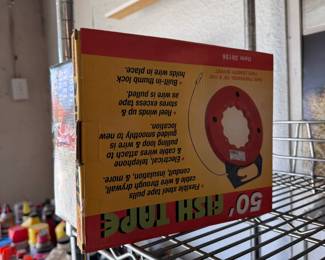 50' FISH TAPE
• Flexible steel tape pulls
cable wire through drywall,
conduit, insulation, & more.
• Electrical, telephone
& cable wires attach to
pulling loop & wire is
guided smoothly to new
location.
• Reel winds up &
stores excess tape
as wire is pulled.
• Built-in thumb lock
holds wire in place.
Item 38156